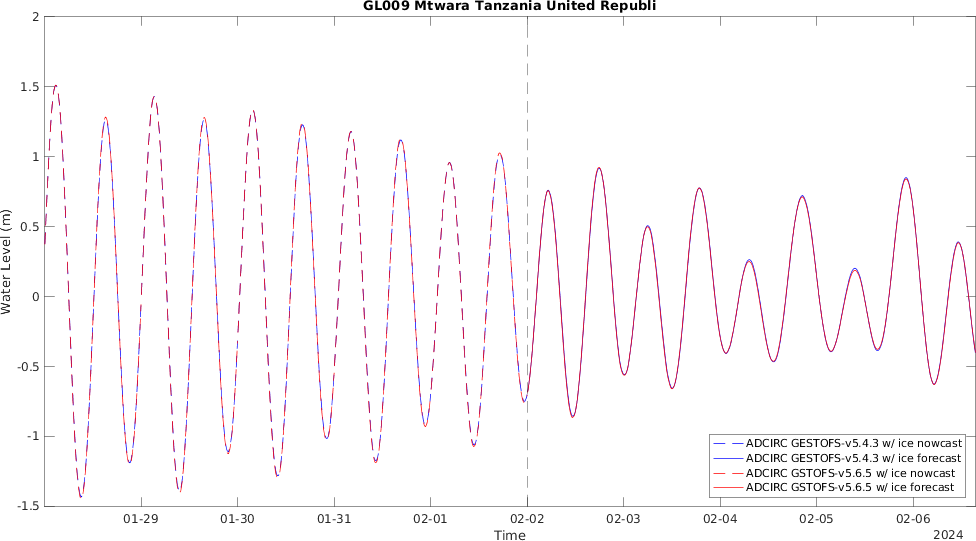 GL009 Mtwara Tanzania United Republi
2
1.5
1
0.5
0
-0.5
-1
-1.5
Water Level (m)
ADCIRC GESTOFS-v5.4.3 w/ ice nowcast
ADCIRC GESTOFS-v5.4.3 w/ ice forecast
ADCIRC GSTOFS-v5.6.5 w/ ice nowcast
ADCIRC GSTOFS-v5.6.5 w/ ice forecast
01-29 01-30 01-31 02-01 02-02 02-03 02-04 02-05 02-06
Time
2024